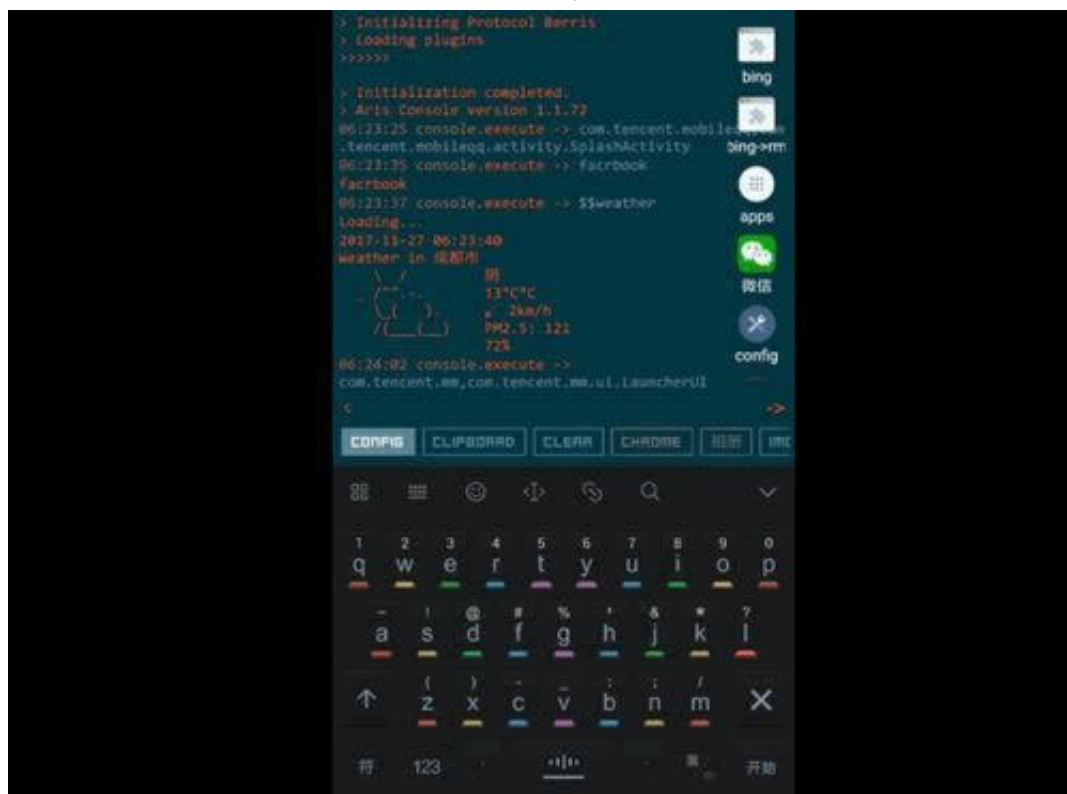 > Initializing Protocol Berris
> Loading plugins
>>>>>>
> Initialization completed.
> Aris Console version 1.1.72
06:23:25 console.execute -> com.tencent.mobileqq,com
.tencent.mobileqq.activity.SplashActivity
06:23:35 console.execute -> facrbook
facrbook
06:23:37 console.execute -> $$weather
Loading...
2017-11-27 06:23:40
weather in 成都市
阴
13°C°C
2km/h
PM2.5: 121
72%
06:24:02 console.execute ->
com.tencent.mm,com.tencent.mm.ui.LauncherUI
bing
bing->rm
apps
微信
config
< ->
CONFIG CLIPBOARD CLEAR CHROME 相册
1 2 3 4 5 6 7 8 9 0
q w e r t y u i o p
~ ! @ # % ' & * ?
a s d f g h j k l
( ) - _ : ; /
z x c v b n m
符 123 开始